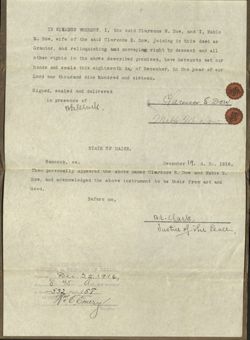 IN WITNESS WHEREOF, I, the said Clarence E. Dow, and I, Mable
E. Dow, wife of the said Clarence E. Dow, joining in this deed as
Grantor, and relinquishing and conveying right by descent and all
other rights in the above described premises, have hereunto set our
hands and seals this eighteenth day of December, in the year of our
Lord one thousand nine hundred and sixteen.
Signed, sealed and delivered
in presence of
Clarence E Dow
STATE OF MAINE.
Hancock, ss. December 19, A. D. 1916.
Then personally appeared the above named Clarence E. Dow and Mable E.
Dow, and acknowledged the above instrument to be their free act and
deed.
Before me,
Justice of the Peace
Dec 22, 1916,
532 158